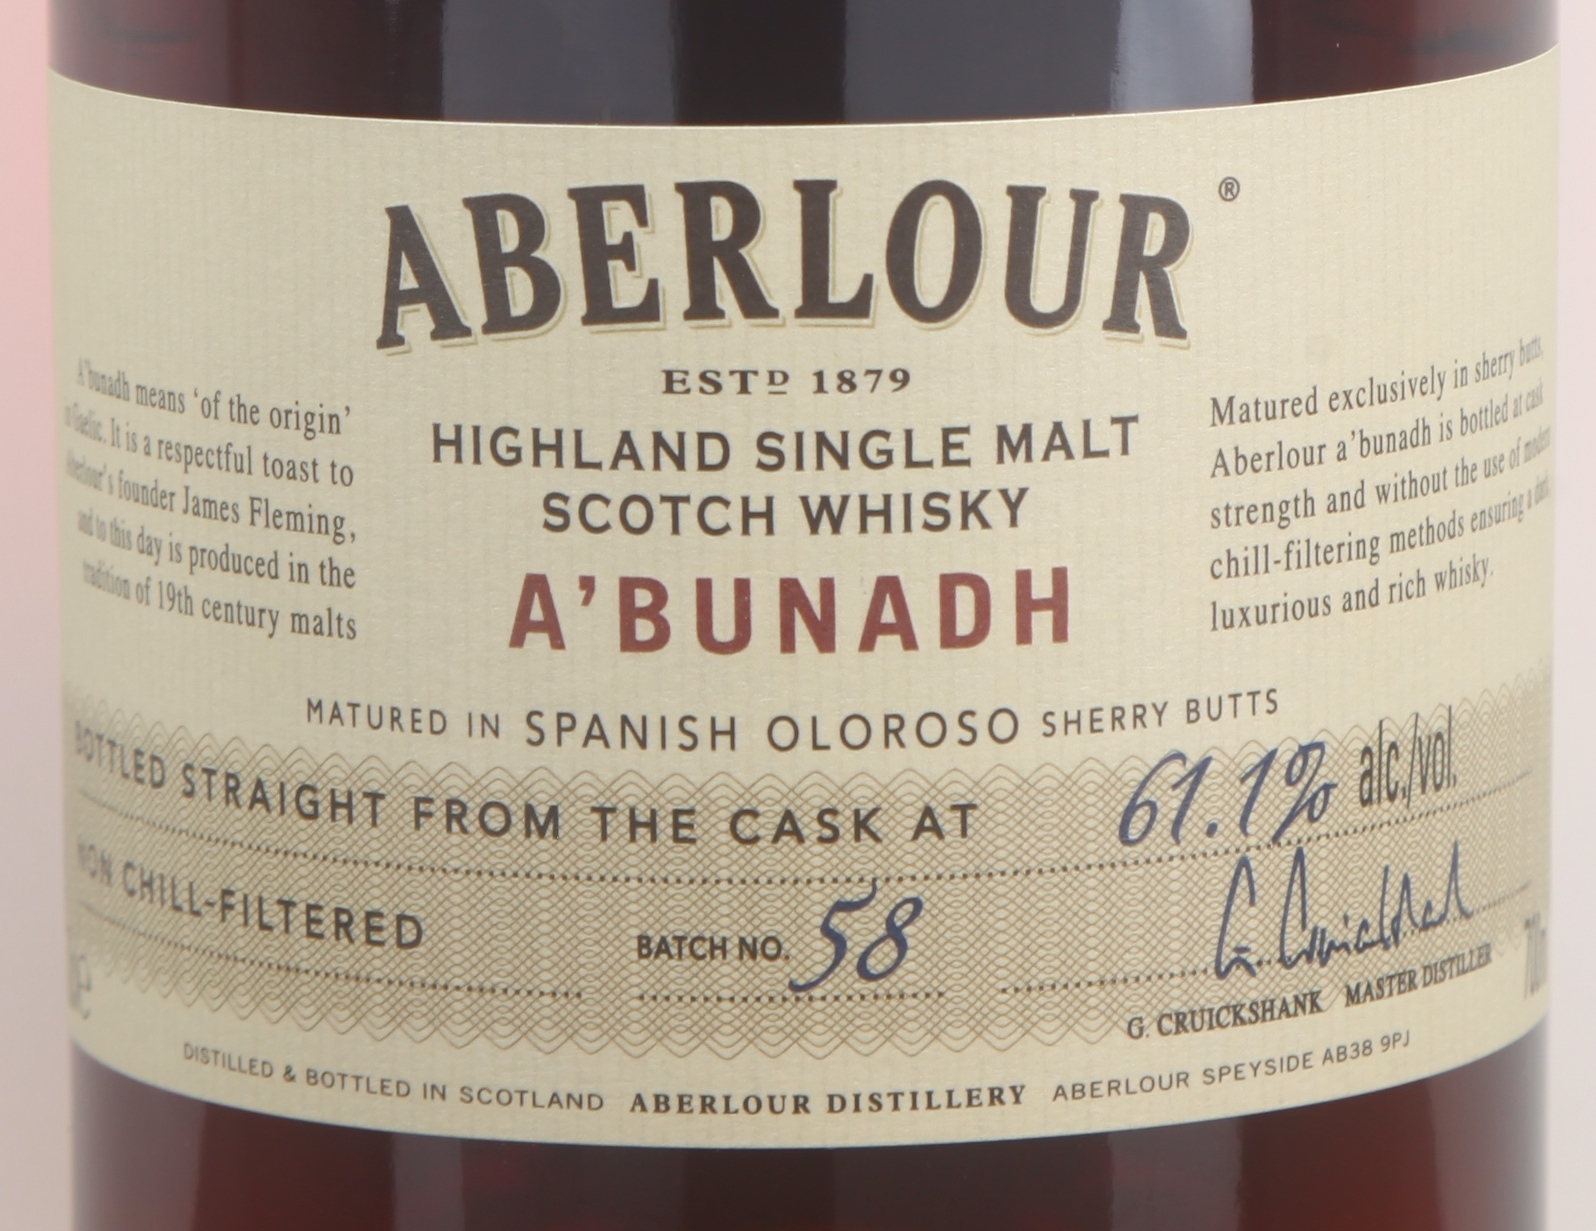 ABERLOUR ®
ESTD 1879
HIGHLAND SINGLE MALT
SCOTCH WHISKY
A'BUNADH
A'bunadh means 'of the origin'
Gaelic. It is a respectful toast to
Aberlour's founder James Fleming,
and to this day is produced in the
tradition of 19th century malts
Matured exclusively in sherry butts,
Aberlour a'bunadh is bottled at cask
strength and without the use of modern
chill-filtering methods ensuring a
luxurious and rich whisky.
MATURED IN SPANISH OLOROSO SHERRY BUTTS
BOTTLED STRAIGHT FROM THE CASK AT 61.1% alc./vol.
NON CHILL-FILTERED
BATCH NO. 58
G. Cruickshank
G. CRUICKSHANK MASTER DISTILLER
DISTILLED & BOTTLED IN SCOTLAND ABERLOUR DISTILLERY ABERLOUR SPEYSIDE AB38 9PJ